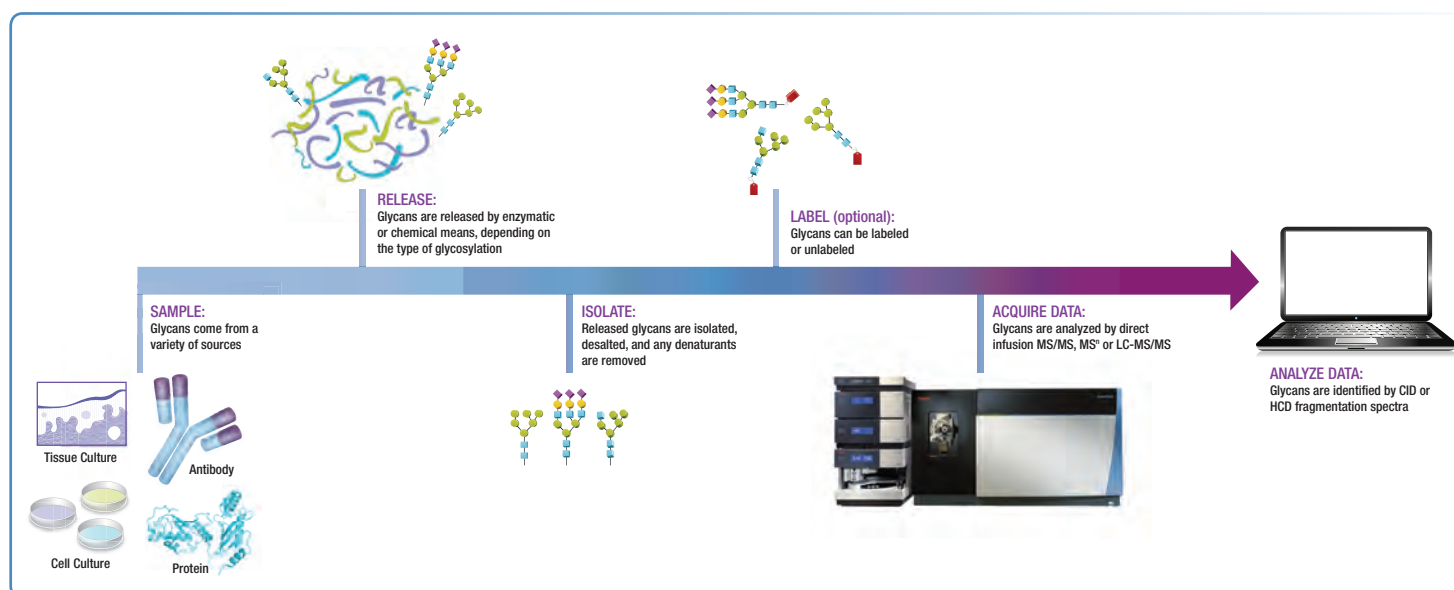 RELEASE:
Glycans are released by enzymatic
or chemical means, depending on
the type of glycosylation
LABEL (optional):
Glycans can be labeled
or unlabeled
SAMPLE:
Glycans come from a
variety of sources
ISOLATE:
Released glycans are isolated,
desalted, and any denaturants
are removed
ACQUIRE DATA:
Glycans are analyzed by direct
infusion MS/MS, MSⁿ or LC-MS/MS
ANALYZE DATA:
Glycans are identified by CID or
HCD fragmentation spectra
Tissue Culture
Antibody
Cell Culture
Protein